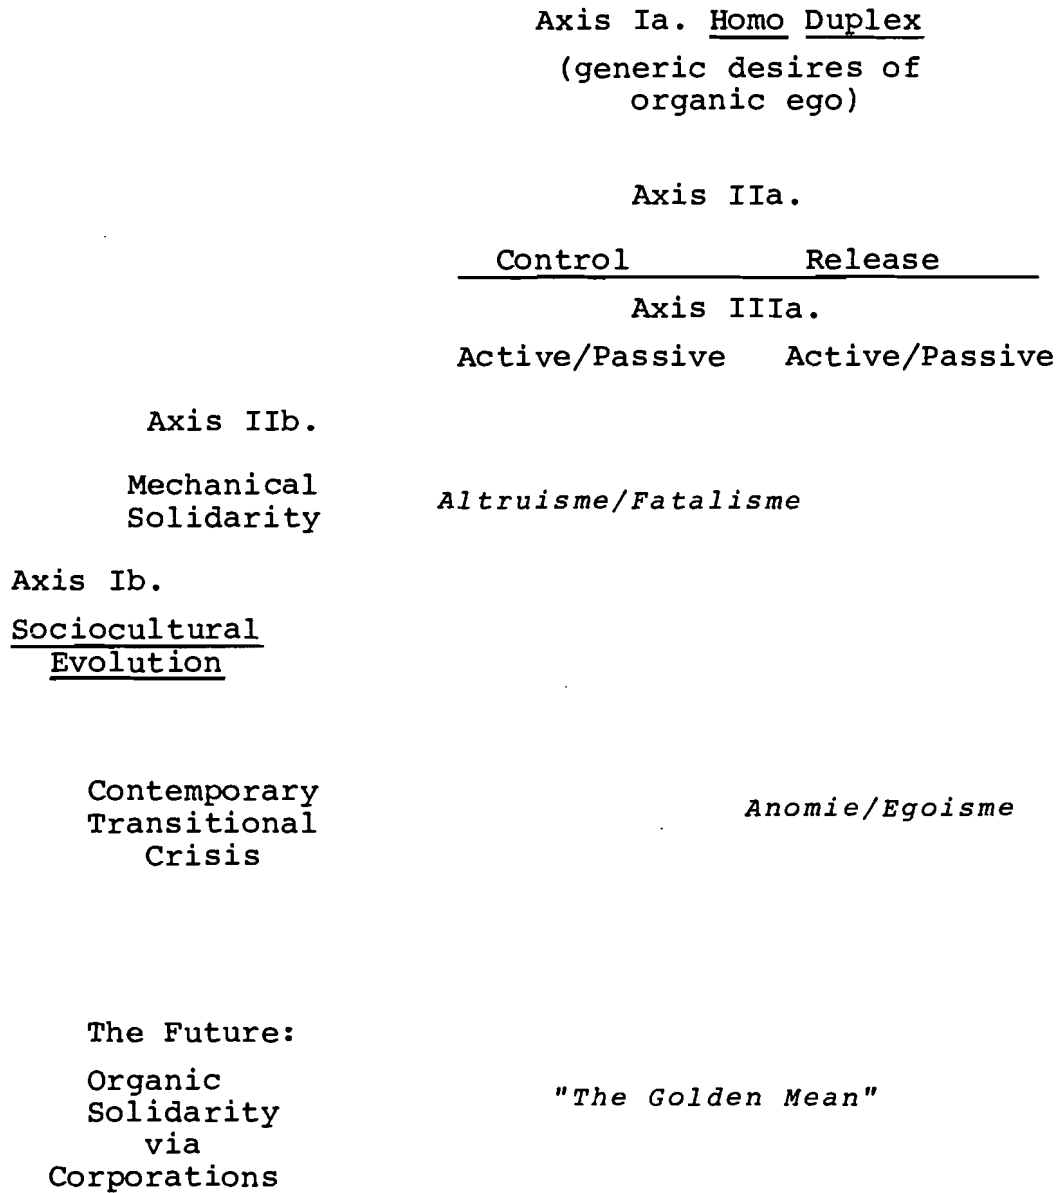 Axis Ia. Homo Duplex
(generic desires of
organic ego)
Axis IIa.
Control Release
Axis IIIa.
Active/Passive Active/Passive
Axis IIb.
Mechanical
Solidarity
Altruisme/Fatalisme
Axis Ib.
Sociocultural
Evolution
Contemporary
Transitional
Crisis
Anomie/Egoisme
The Future:
Organic
Solidarity
via
Corporations
"The Golden Mean"